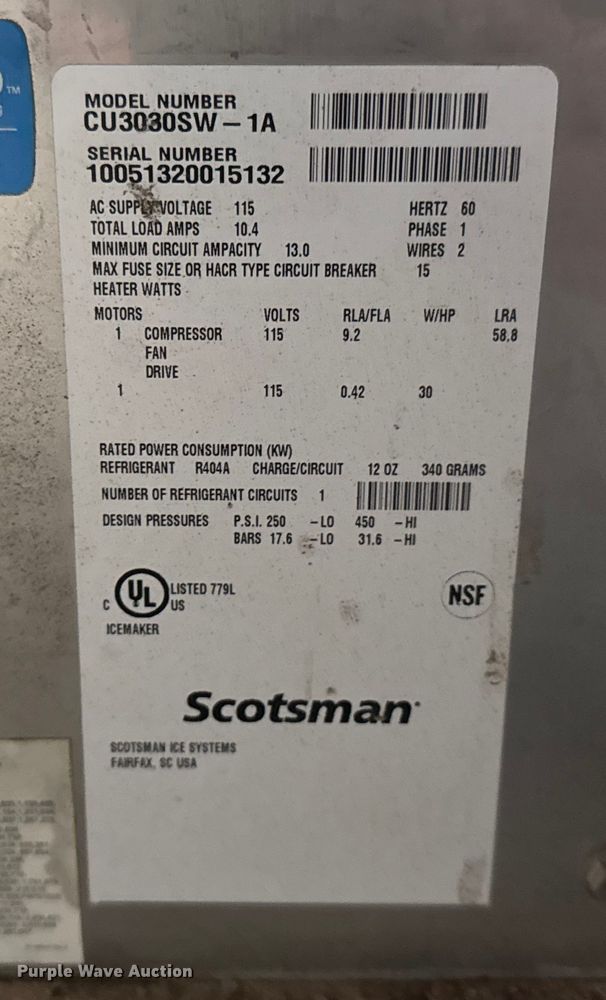 MODEL NUMBER
CU3030SW – 1A
SERIAL NUMBER
10051320015132
AC SUPPLY VOLTAGE 115 HERTZ 60
TOTAL LOAD AMPS 10.4 PHASE 1
MINIMUM CIRCUIT AMPACITY 13.0 WIRES 2
MAX FUSE SIZE OR HACR TYPE CIRCUIT BREAKER 15
HEATER WATTS
MOTORS VOLTS RLA/FLA W/HP LRA
1 COMPRESSOR 115 9.2 58.8
FAN
DRIVE
1 115 0.42 30
RATED POWER CONSUMPTION (KW)
REFRIGERANT R404A CHARGE/CIRCUIT 12 OZ 340 GRAMS
NUMBER OF REFRIGERANT CIRCUITS 1
DESIGN PRESSURES P.S.I. 250 – LO 450 – HI
BARS 17.6 – LO 31.6 – HI
C UL US LISTED 779L
ICEMAKER
NSF
Scotsman
SCOTSMAN ICE SYSTEMS
FAIRFAX, SC USA
Purple Wave Auction